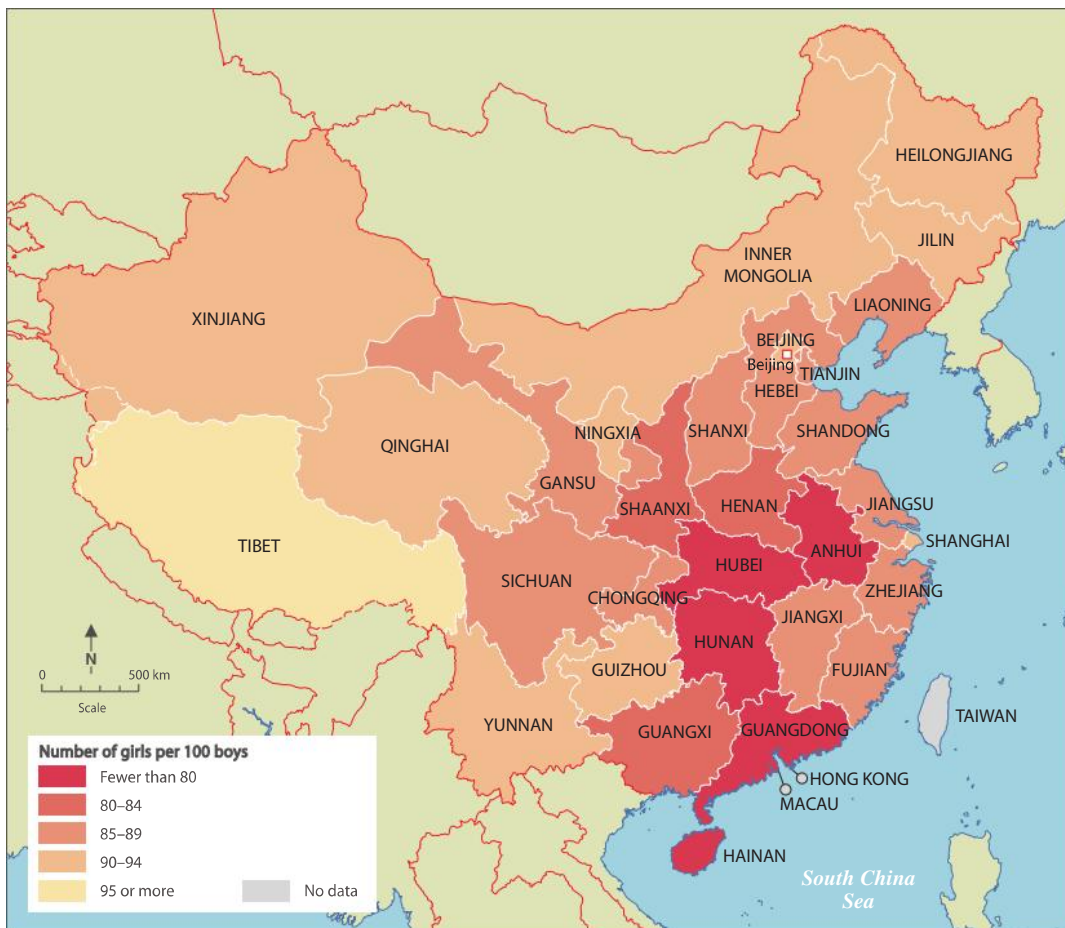 HEILONGJIANG
JILIN
INNER
MONGOLIA
LIAONING
XINJIANG
BEIJING
Beijing
TIANJIN
HEBEI
QINGHAI
NINGXIA
SHANXI
SHANDONG
GANSU
SHAANXI
HENAN
JIANGSU
TIBET
SHANGHAI
ANHUI
HUBEI
SICHUAN
CHONGQING
ZHEJIANG
JIANGXI
HUNAN
GUIZHOU
FUJIAN
N
0 500 km
Scale
YUNNAN
GUANGXI
GUANGDONG
TAIWAN
HONG KONG
MACAU
HAINAN
South China
Sea
Number of girls per 100 boys
Fewer than 80
80–84
85–89
90–94
95 or more
No data